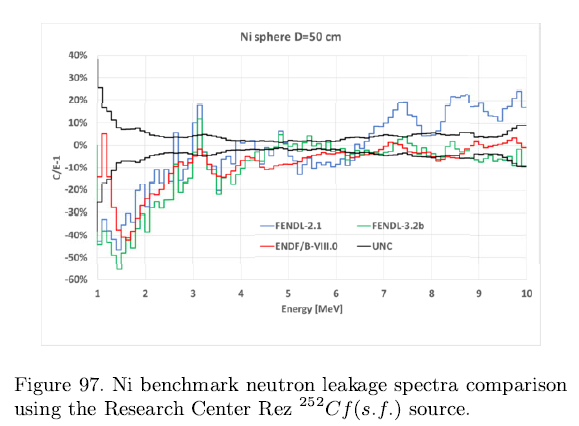 Ni sphere D=50 cm
40%
30%
20%
10%
0%
-10%
-20%
-30%
-40%
-50%
-60%
C/E-1
FENDL-2.1
FENDL-3.2b
ENDF/B-VIII.0
UNC
1 2 3 4 5 6 7 8 9 10
Energy [MeV]
Figure 97. Ni benchmark neutron leakage spectra comparison
using the Research Center Rez ²⁵²Cf(s.f.) source.